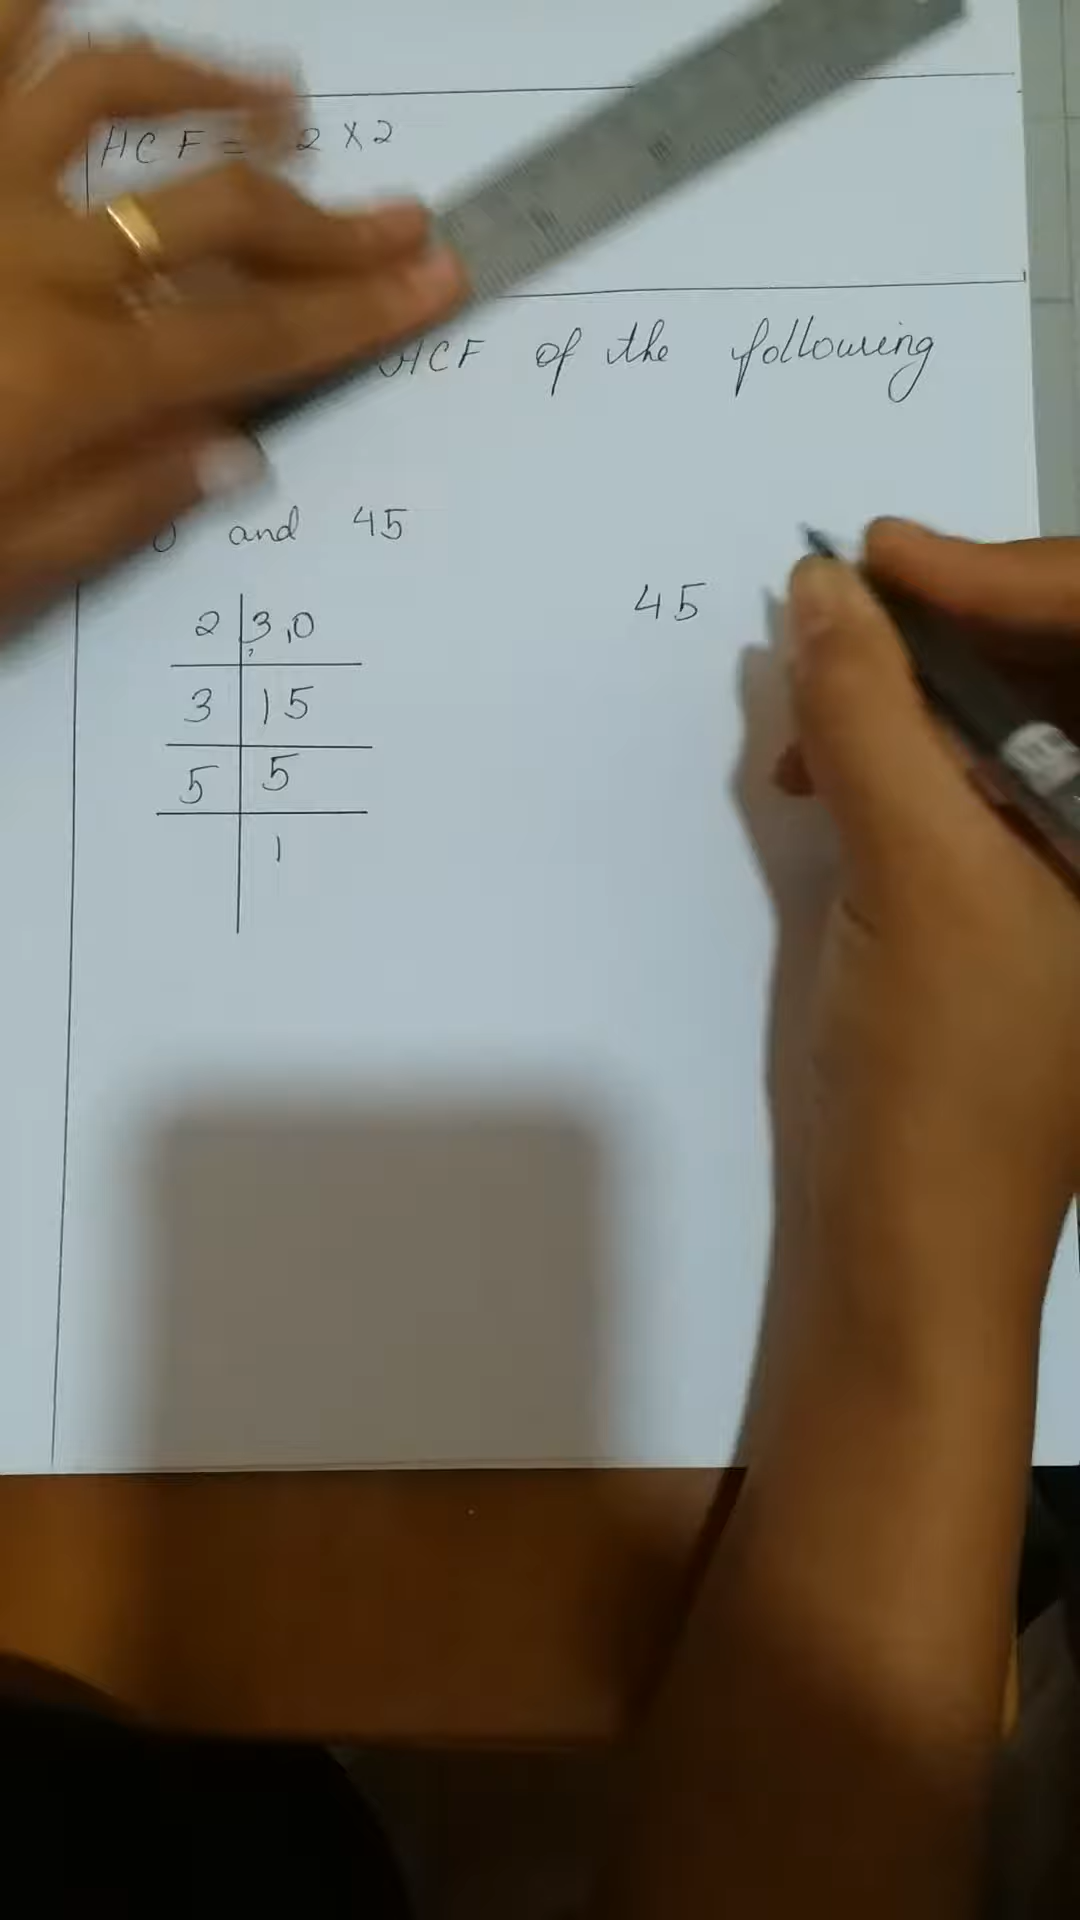 HCF = 2 X 2
HCF of the following
and 45
2 | 30 45
3 | 15
5 | 5
1